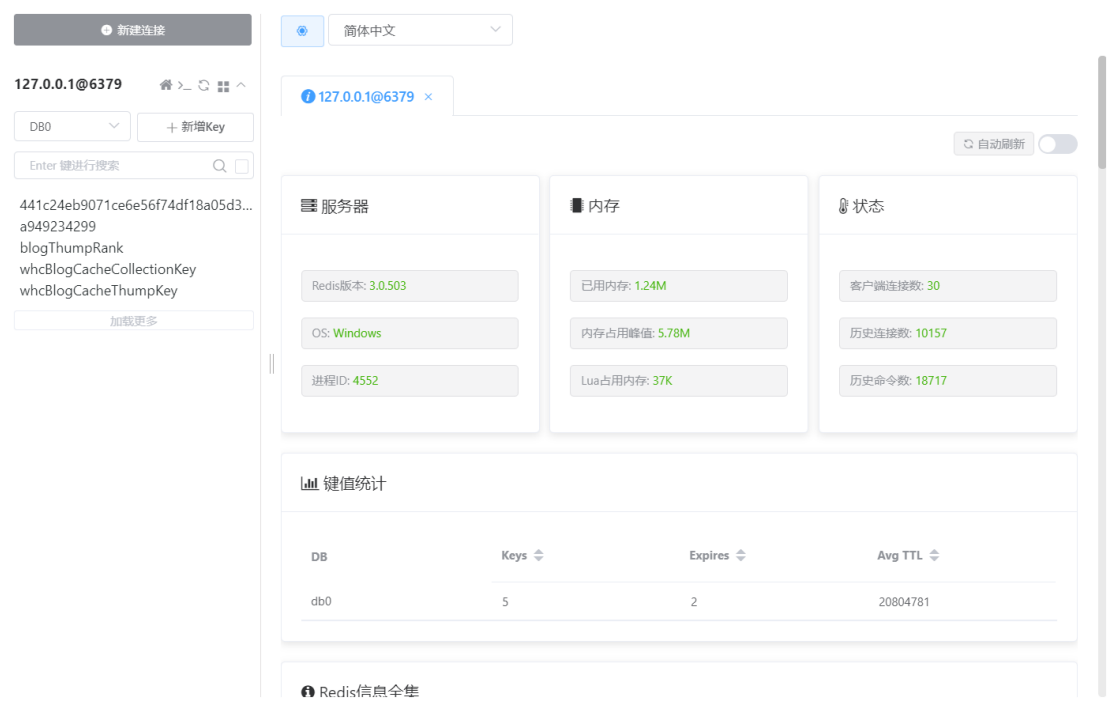 新建连接
简体中文
127.0.0.1@6379
DB0
新增Key
Enter 键进行搜索
441c24eb9071ce6e56f74df18a05d3...
a949234299
blogThumpRank
whcBlogCacheCollectionKey
whcBlogCacheThumpKey
加载更多
127.0.0.1@6379
自动刷新
服务器
Redis版本: 3.0.503
OS: Windows
进程ID: 4552
内存
已用内存: 1.24M
内存占用峰值: 5.78M
Lua占用内存: 37K
状态
客户端连接数: 30
历史连接数: 10157
历史命令数: 18717
键值统计
DB Keys Expires Avg TTL
db0 5 2 20804781
Redis信息全集